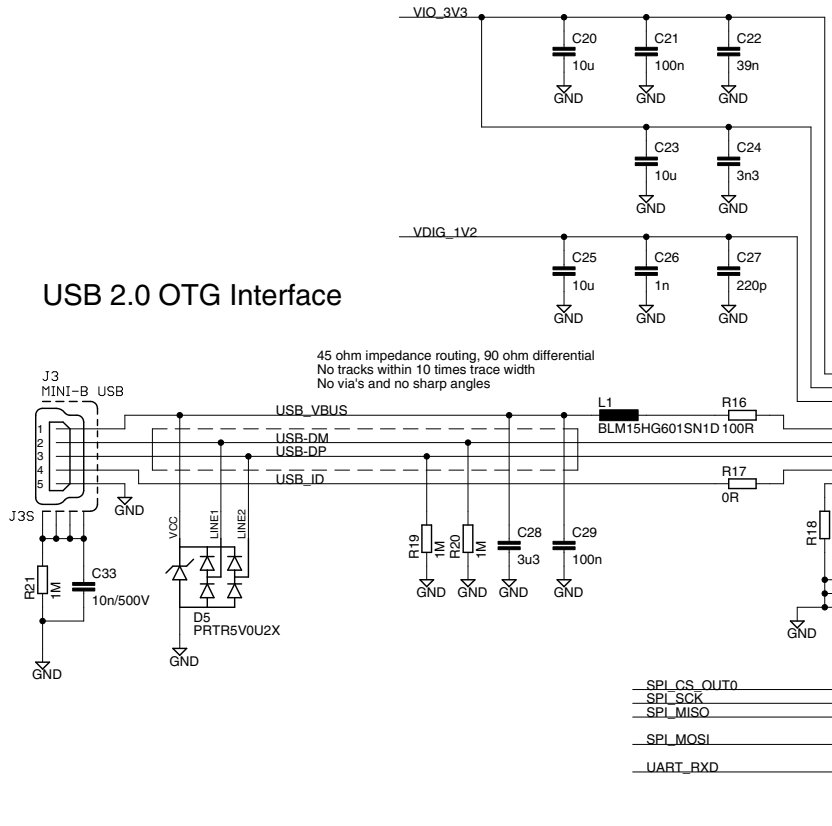 VIO_3V3
C20
10u
GND
C21
100n
GND
C22
39n
GND
C23
10u
GND
C24
3n3
GND
VDIG_1V2
C25
10u
GND
C26
1n
GND
C27
220p
GND
USB 2.0 OTG Interface
45 ohm impedance routing, 90 ohm differential
No tracks within 10 times trace width
No via's and no sharp angles
J3
MINI-B USB
1
2
3
4
5
J3S
GND
USB_VBUS
USB-DM
USB-DP
USB_ID
L1
BLM15HG601SN1D
R16
100R
R17
0R
R18
GND
VCC
LINE1
LINE2
D5
PRTR5V0U2X
GND
R19
1M
GND
R20
1M
GND
C28
3u3
GND
C29
100n
GND
R21
1M
C33
10n/500V
GND
SPI_CS_OUT0
SPI_SCK
SPI_MISO
SPI_MOSI
UART_RXD